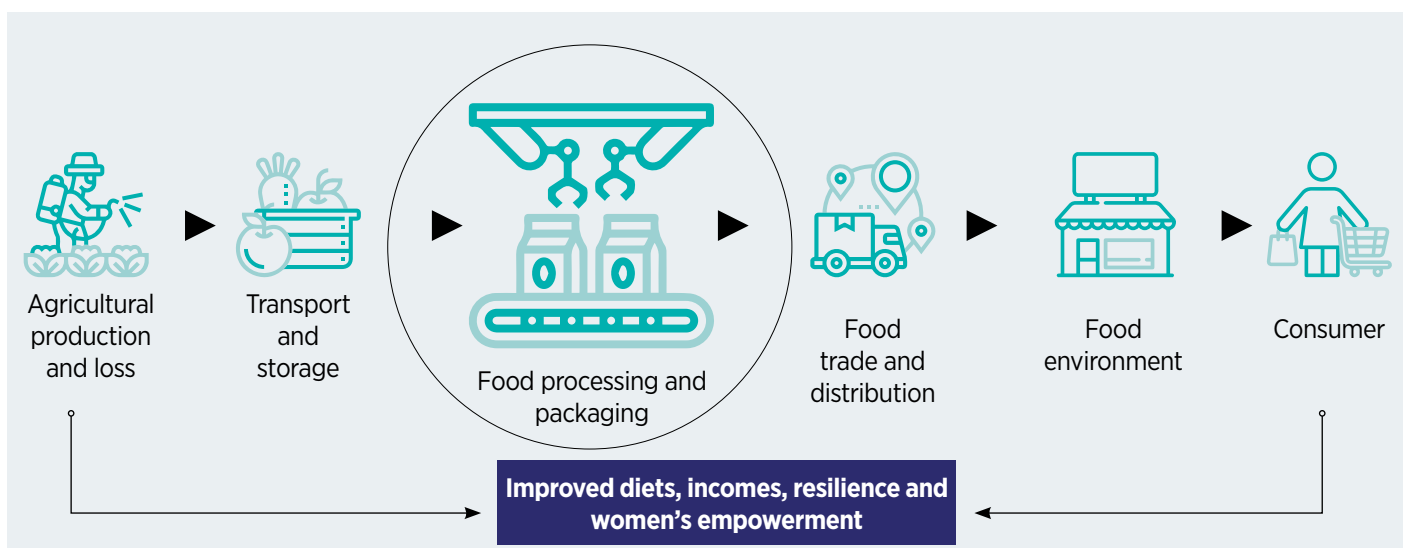 Agricultural
production
and loss
Transport
and
storage
Food processing and
packaging
Food
trade and
distribution
Food
environment
Consumer
Improved diets, incomes, resilience and
women’s empowerment